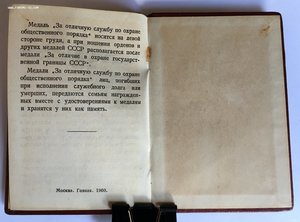 Медаль „За отличную службу по охране
общественного порядка“ носится на левой
стороне груди, а при ношении орденов и
других медалей СССР располагается после
медали „За отличие в охране государствен-
ной границы СССР“.
Медали „За отличную службу по охране
общественного порядка“ лиц, погибших
при исполнении служебного долга или
умерших, передаются семьям награжден-
ных вместе с удостоверениями к медалям
и хранятся у них как память.
Москва. Гознак. 1960.